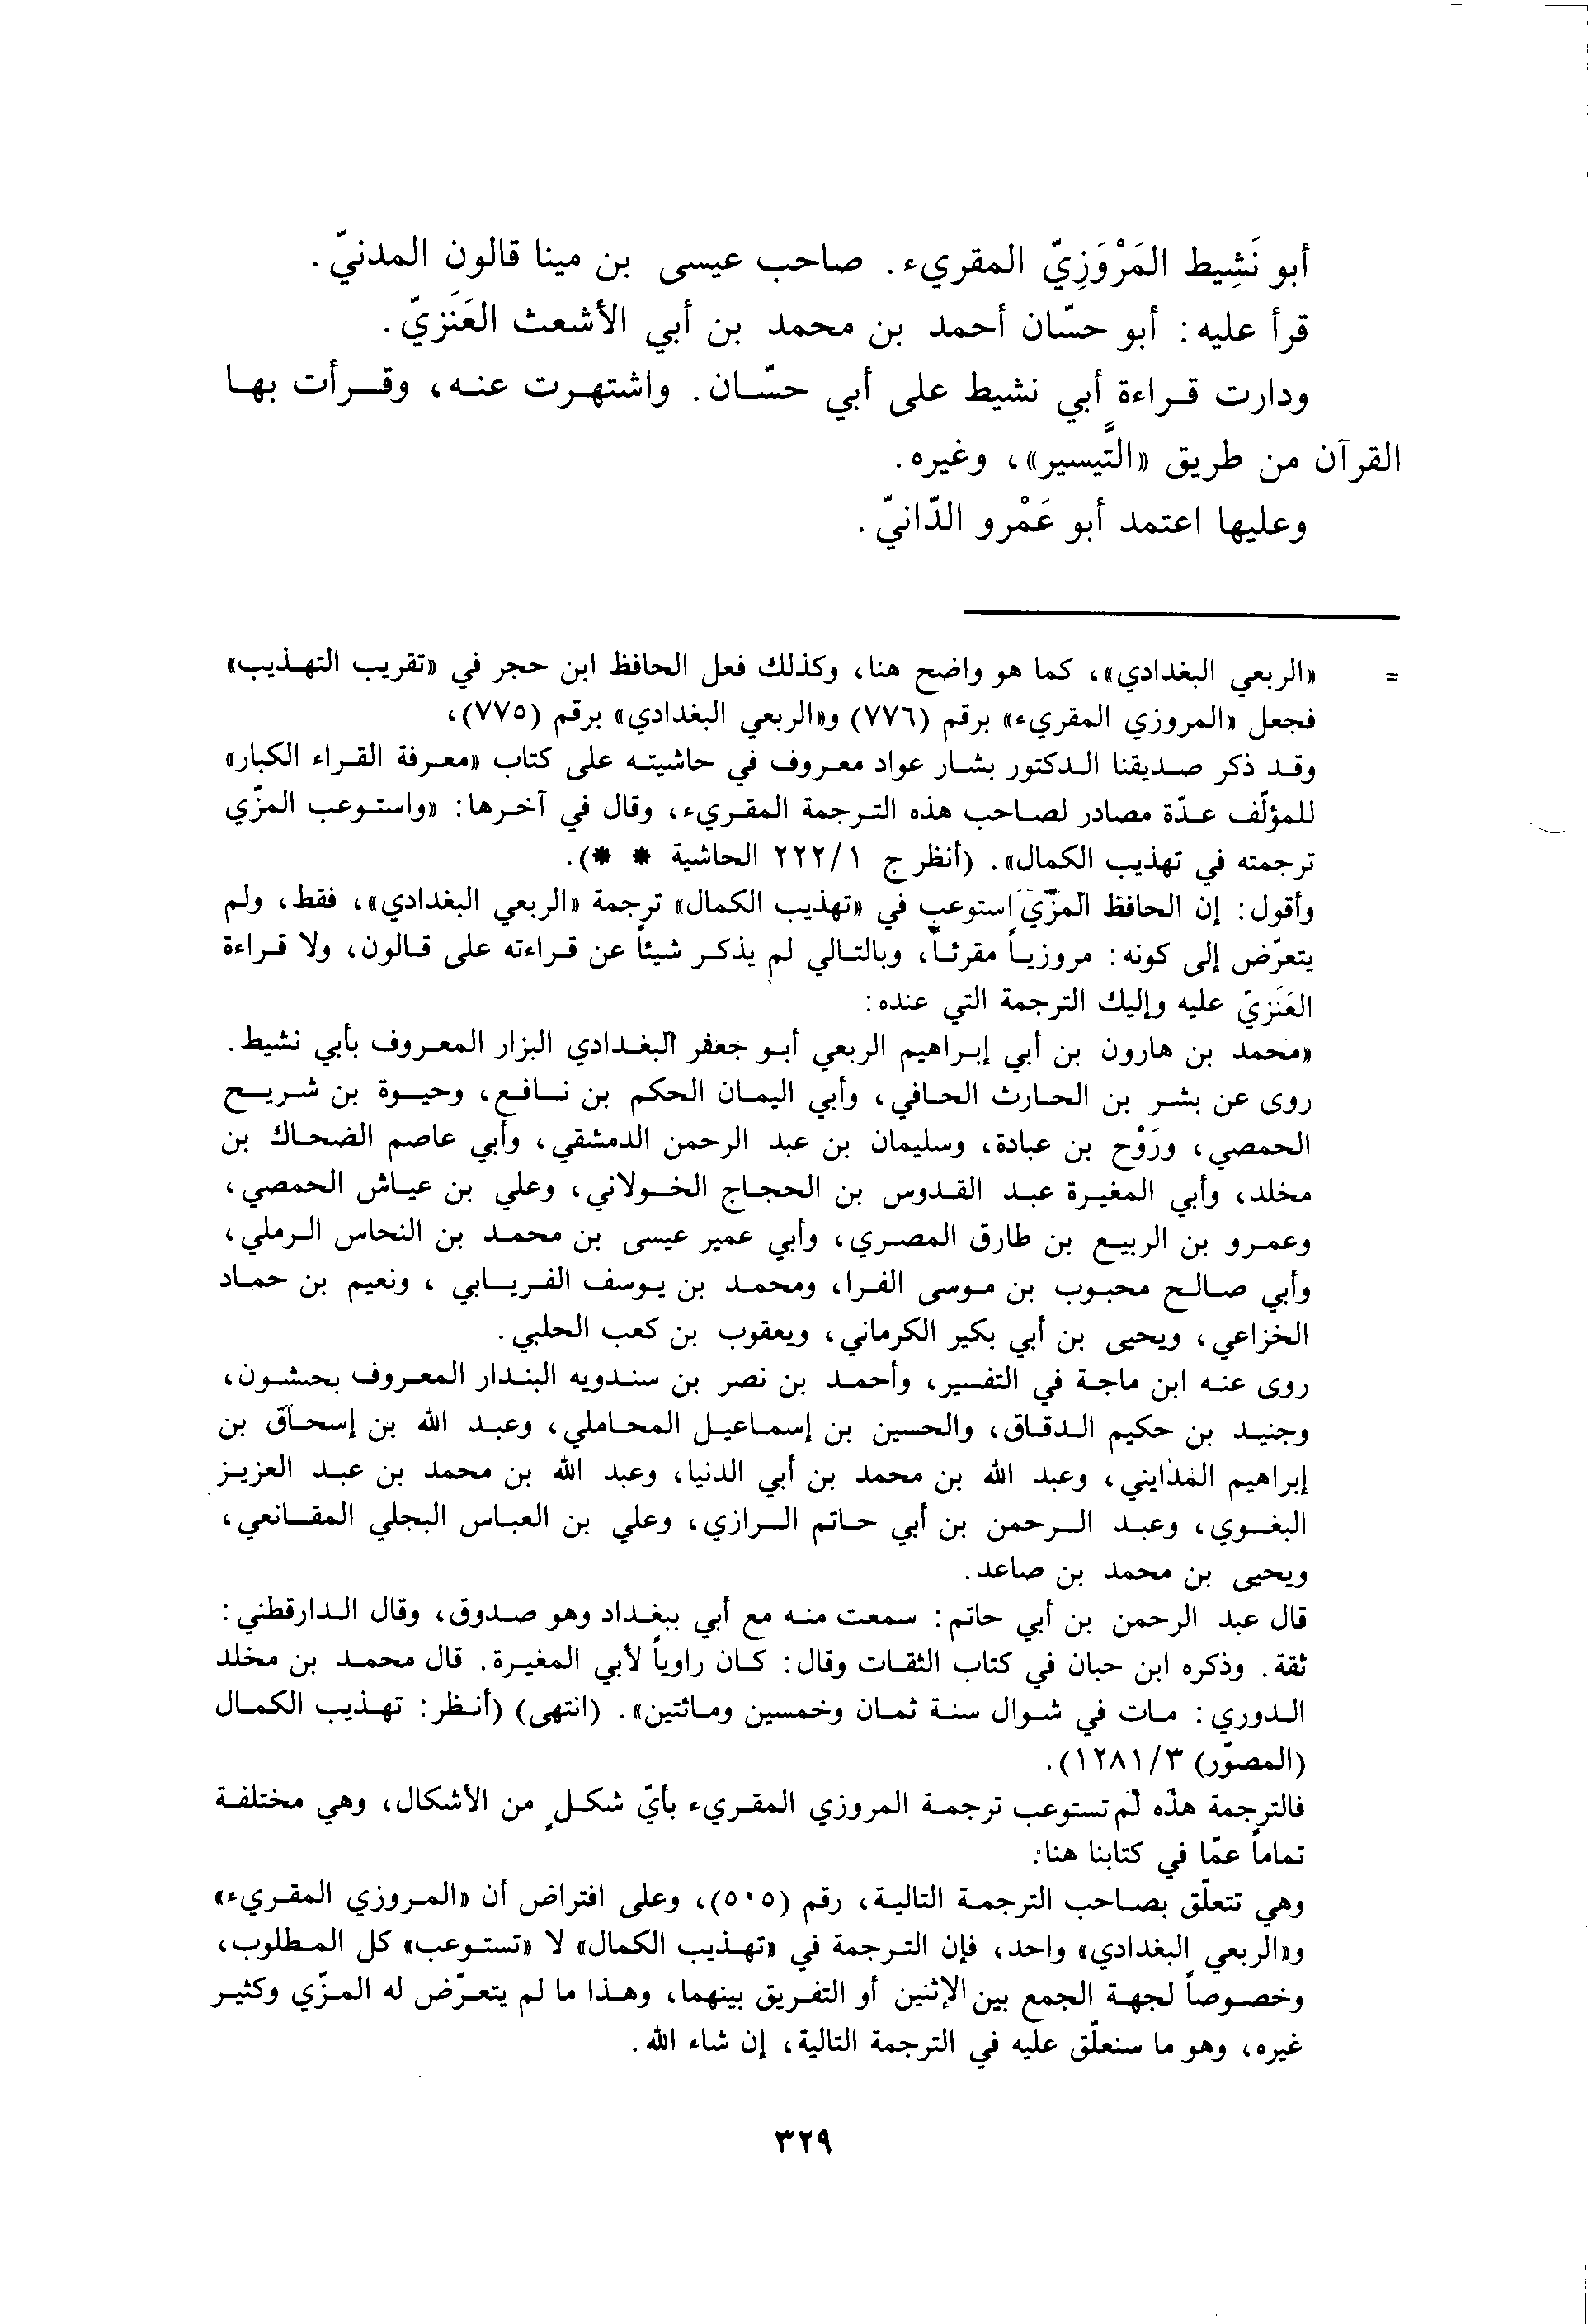 أبو نَشِيط المَرْوَزِيّ المقريء. صاحب عيسى بن مينا قالون المدنيّ.
قرأ عليه: أبو حسّان أحمد بن محمد بن أبي الأشعث العَنَزيّ.
ودارت قراءة أبي نشيط على أبي حسّان. واشتهرت عنه، وقرأت بها
القرآن من طريق «التَّيسير»، وغيره.
وعليها اعتمد أبو عَمْرو الدّانيّ.
= «الربعي البغدادي»، كما هو واضح هنا، وكذلك فعل الحافظ ابن حجر في «تقريب التهذيب»
فجعل «المروزي المقريء» برقم (٧٧٦) و«الربعي البغدادي» برقم (٧٧٥)،
وقد ذكر صديقنا الدكتور بشار عواد معروف في حاشيته على كتاب «معرفة القراء الكبار»
للمؤلّف عدّة مصادر لصاحب هذه الترجمة المقريء، وقال في آخرها: «واستوعب المزّي
ترجمته في تهذيب الكمال». (أنظر ج ٢٢٢/١ الحاشية * *).
وأقول: إن الحافظ المزّيّ استوعب في «تهذيب الكمال» ترجمة «الربعي البغدادي»، فقط، ولم
يتعرّض إلى كونه: مروزياً مقرئاً، وبالتالي لم يذكر شيئاً عن قراءته على قالون، ولا قراءة
العَنَزيّ عليه وإليك الترجمة التي عنده:
«محمد بن هارون بن أبي إبراهيم الربعي أبو جعفر البغدادي البزار المعروف بأبي نشيط.
روى عن بشر بن الحارث الحافي، وأبي اليمان الحكم بن نافع، وحيوة بن شريح
الحمصي، ورَوْح بن عبادة، وسليمان بن عبد الرحمن الدمشقي، وأبي عاصم الضحاك بن
مخلد، وأبي المغيرة عبد القدوس بن الحجاج الخولاني، وعلي بن عياش الحمصي،
وعمرو بن الربيع بن طارق المصري، وأبي عمير عيسى بن محمد بن النحاس الرملي،
وأبي صالح محبوب بن موسى الفرا، ومحمد بن يوسف الفريابي، ونعيم بن حماد
الخزاعي، ويحيى بن أبي بكير الكرماني، ويعقوب بن كعب الحلبي.
روى عنه ابن ماجة في التفسير، وأحمد بن نصر بن سندويه البندار المعروف بحبشون،
وجنيد بن حكيم الدقاق، والحسين بن إسماعيل المحاملي، وعبد الله بن إسحاق بن
إبراهيم المدايني، وعبد الله بن محمد بن أبي الدنيا، وعبد الله بن محمد بن عبد العزيز
البغوي، وعبد الرحمن بن أبي حاتم الرازي، وعلي بن العباس البجلي المقانعي،
ويحيى بن محمد بن صاعد.
قال عبد الرحمن بن أبي حاتم: سمعت منه مع أبي ببغداد وهو صدوق، وقال الدارقطني:
ثقة. وذكره ابن حبان في كتاب الثقات وقال: كان راوياً لأبي المغيرة. قال محمد بن مخلد
الدوري: مات في شوال سنة ثمان وخمسين ومائتين». (انتهى) (أنظر: تهذيب الكمال
(المصوّر) ١٢٨١/٣).
فالترجمة هذه لم تستوعب ترجمة المروزي المقريء بأيّ شكلٍ من الأشكال، وهي مختلفة
تماماً عمّا في كتابنا هنا:
وهي تتعلّق بصاحب الترجمة التالية، رقم (٥٠٥)، وعلى افتراض أن «المروزي المقريء»
و«الربعي البغدادي» واحد، فإن الترجمة في «تهذيب الكمال» لا «تستوعب» كل المطلوب،
وخصوصاً لجهة الجمع بين الإثنين أو التفريق بينهما، وهذا ما لم يتعرّض له المزّي وكثير
غيره، وهو ما سنعلّق عليه في الترجمة التالية، إن شاء الله.
٣٢٩